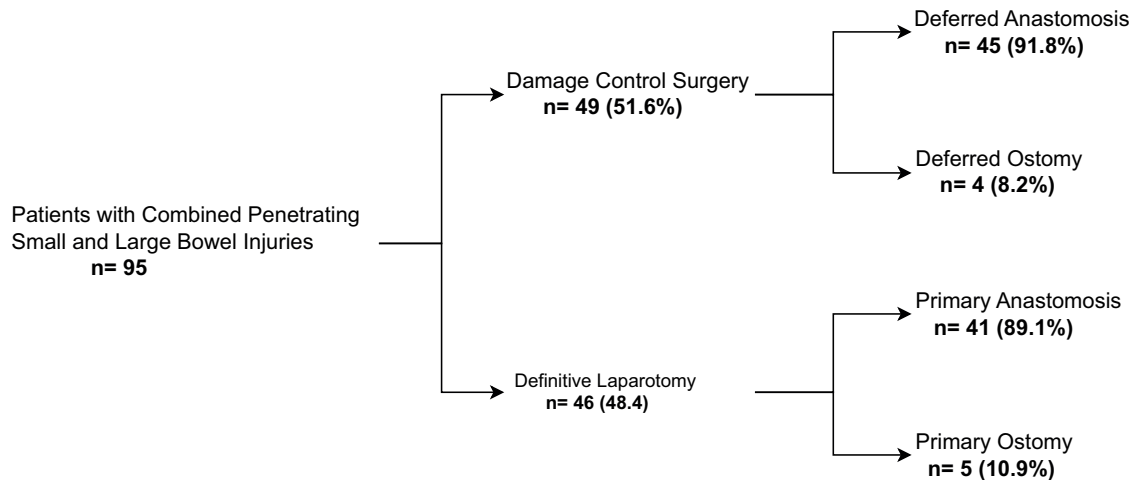 Patients with Combined Penetrating
Small and Large Bowel Injuries
n= 95
Damage Control Surgery
n= 49 (51.6%)
Deferred Anastomosis
n= 45 (91.8%)
Deferred Ostomy
n= 4 (8.2%)
Definitive Laparotomy
n= 46 (48.4)
Primary Anastomosis
n= 41 (89.1%)
Primary Ostomy
n= 5 (10.9%)